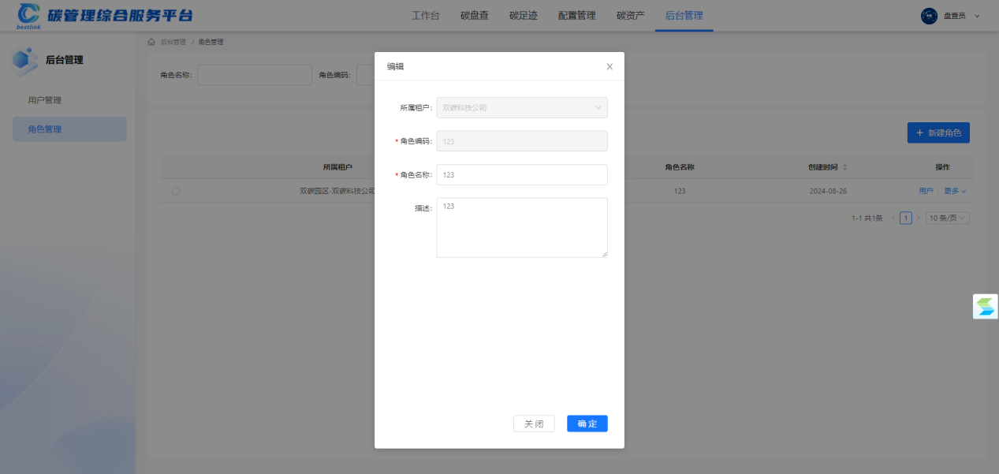 bestlink
碳管理综合服务平台
工作台 碳盘查 碳足迹 配置管理 碳资产 后台管理
盘查员
后台管理 / 角色管理
后台管理
用户管理
角色管理
角色名称:
角色编码:
+ 新建角色
所属租户 角色名称 创建时间 操作
双碳园区-双碳科技公司 123 2024-08-26 用户 更多
1-1 共1条 < 1 > 10 条/页
编辑
所属租户: 双碳科技公司
* 角色编码: 123
* 角色名称: 123
描述: 123
关 闭 确 定